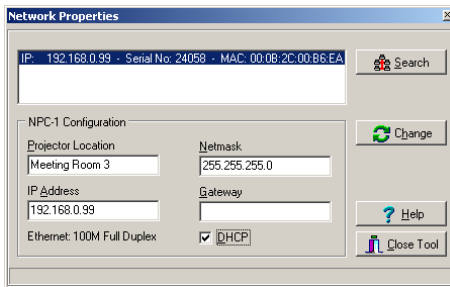 Network Properties
IP: 192.168.0.99 - Serial No: 24058 - MAC: 00:0B:2C:00:B6:EA
Search
NPC-1 Configuration
Change
Projector Location
Netmask
Meeting Room 3
255.255.255.0
IP Address
Gateway
192.168.0.99
Help
Ethernet: 100M Full Duplex
DHCP
Close Tool